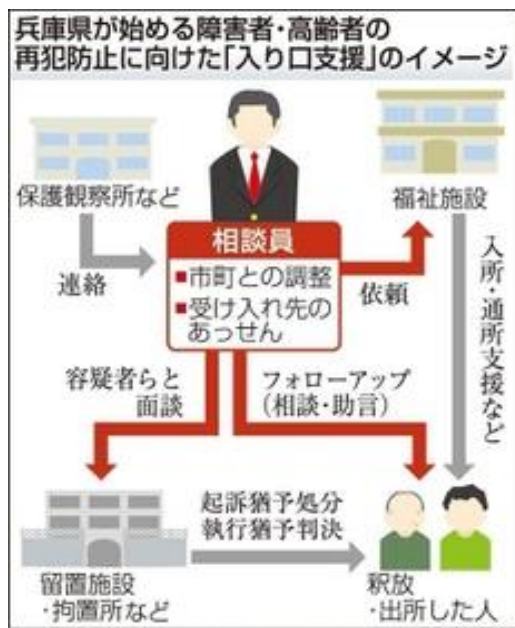 兵庫県が始める障害者・高齢者の
再犯防止に向けた「入り口支援」のイメージ
保護観察所など
福祉施設
連絡
相談員
■市町との調整
■受け入れ先の
あっせん
依頼
入所・通所支援など
容疑者らと
面談
フォローアップ
(相談・助言)
起訴猶予処分
執行猶予判決
留置施設
・拘置所など
釈放
・出所した人